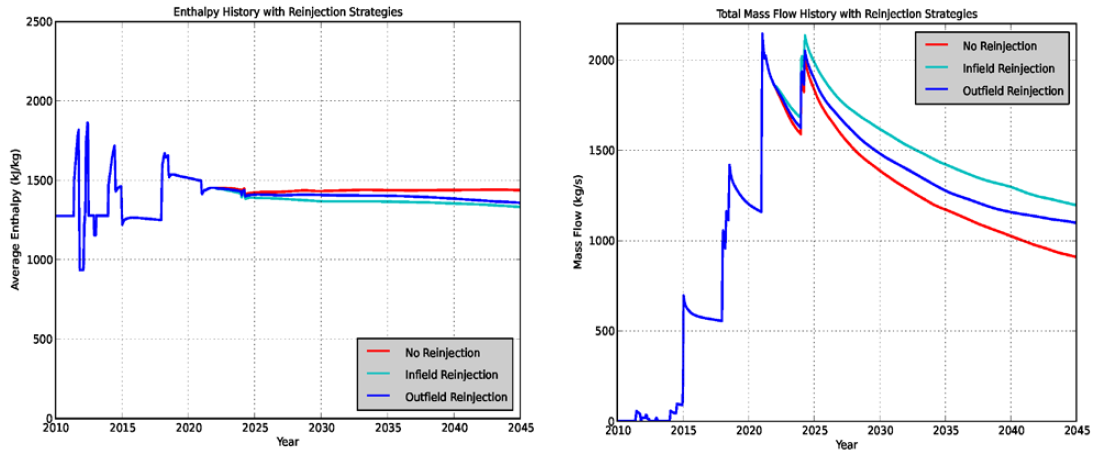 Enthalpy History with Reinjection Strategies
2500
2000
1500
1000
500
0
Average Enthalpy (kJ/kg)
No Reinjection
Infield Reinjection
Outfield Reinjection
2010 2015 2020 2025 2030 2035 2040 2045
Year
Total Mass Flow History with Reinjection Strategies
2000
1500
1000
500
0
Mass Flow (kg/s)
No Reinjection
Infield Reinjection
Outfield Reinjection
2010 2015 2020 2025 2030 2035 2040 2045
Year